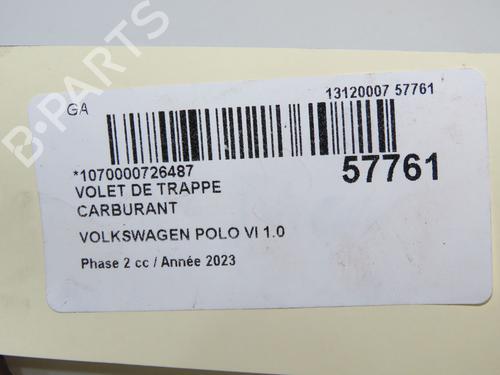 GA
13120007 57761
*1070000726487
57761
VOLET DE TRAPPE
CARBURANT
VOLKSWAGEN POLO VI 1.0
Phase 2 cc / Année 2023
B-PARTS